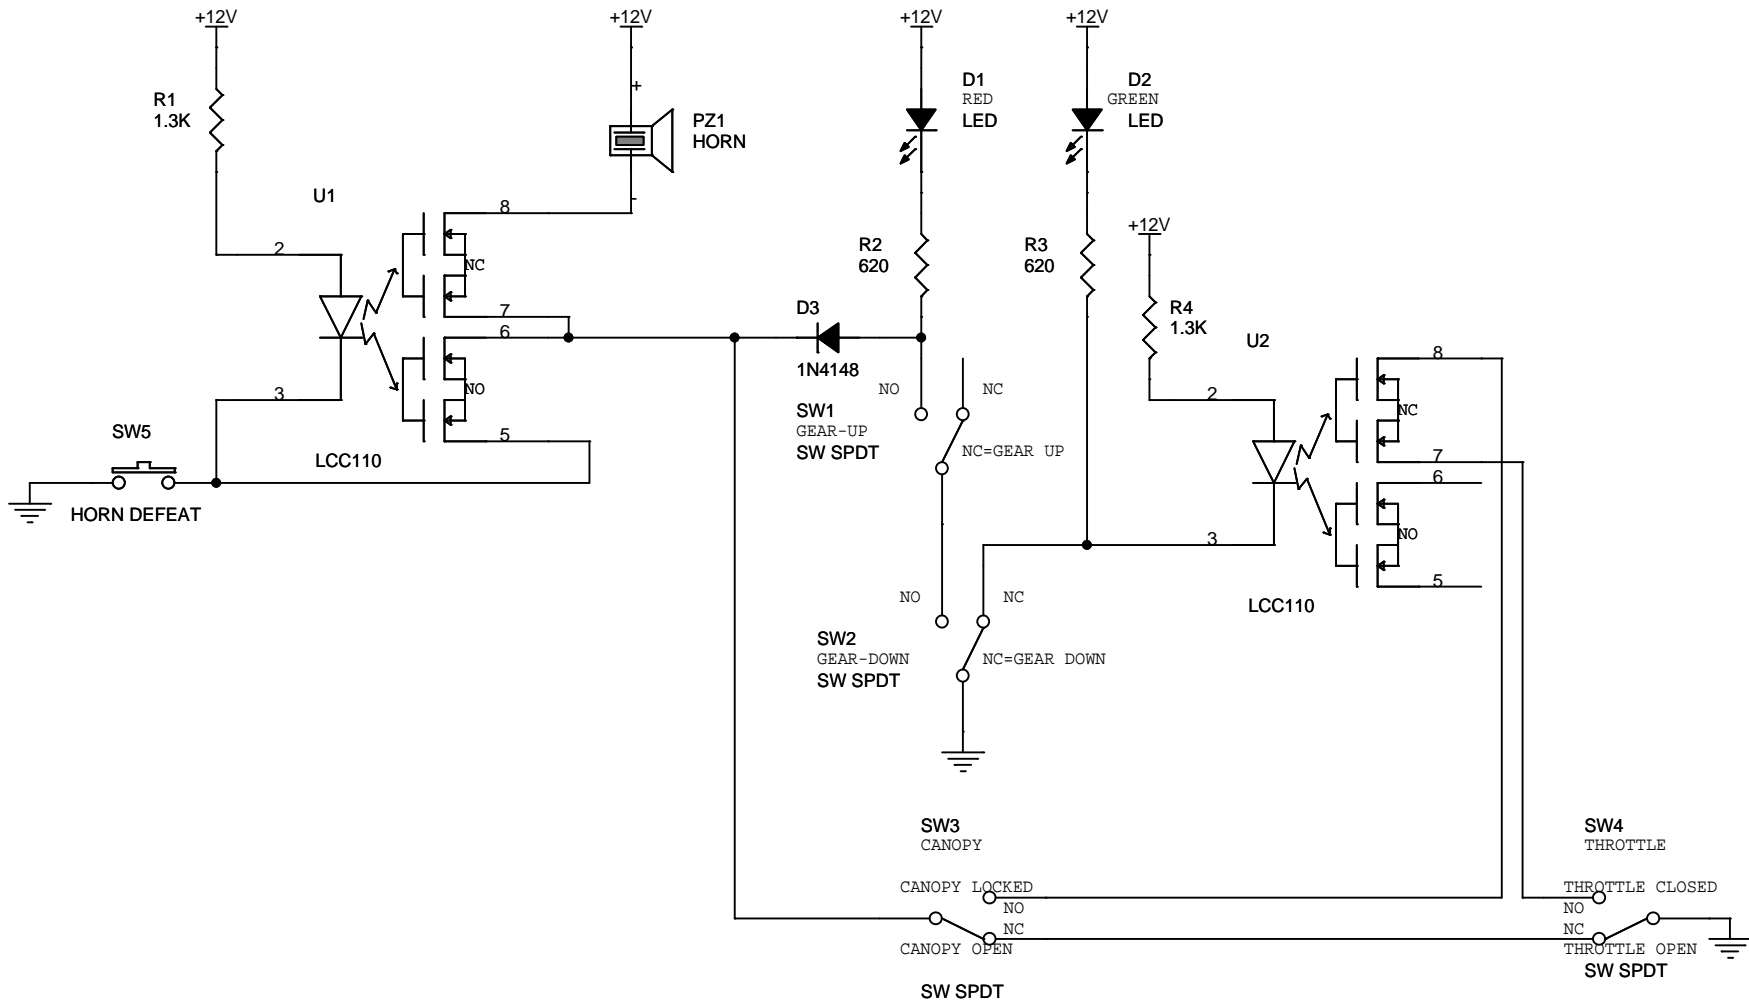 +12V
+12V
+12V
+12V
R1
1.3K
+
PZ1
HORN
-
D1
RED
LED
D2
GREEN
LED
U1
8
NC
7
6
NO
5
2
3
LCC110
SW5
HORN DEFEAT
R2
620
R3
620
D3
1N4148
NO
NC
SW1
GEAR-UP
SW SPDT
NC=GEAR UP
+12V
R4
1.3K
U2
2
3
8
NC
7
6
NO
5
LCC110
NO
NC
SW2
GEAR-DOWN
SW SPDT
NC=GEAR DOWN
SW3
CANOPY
CANOPY LOCKED
NO
NC
CANOPY OPEN
SW SPDT
SW4
THROTTLE
THROTTLE CLOSED
NO
NC
THROTTLE OPEN
SW SPDT